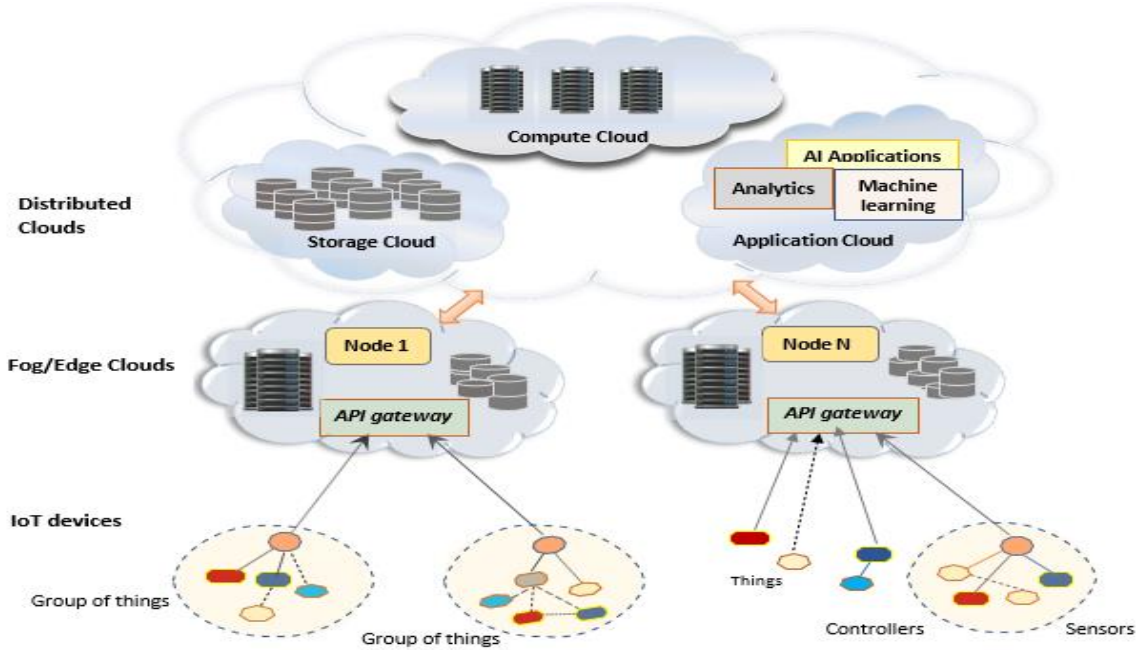 Compute Cloud
AI Applications
Analytics
Machine
learning
Distributed
Clouds
Storage Cloud
Application Cloud
Node 1
Node N
Fog/Edge Clouds
API gateway
API gateway
IoT devices
Things
Group of things
Group of things
Controllers
Sensors